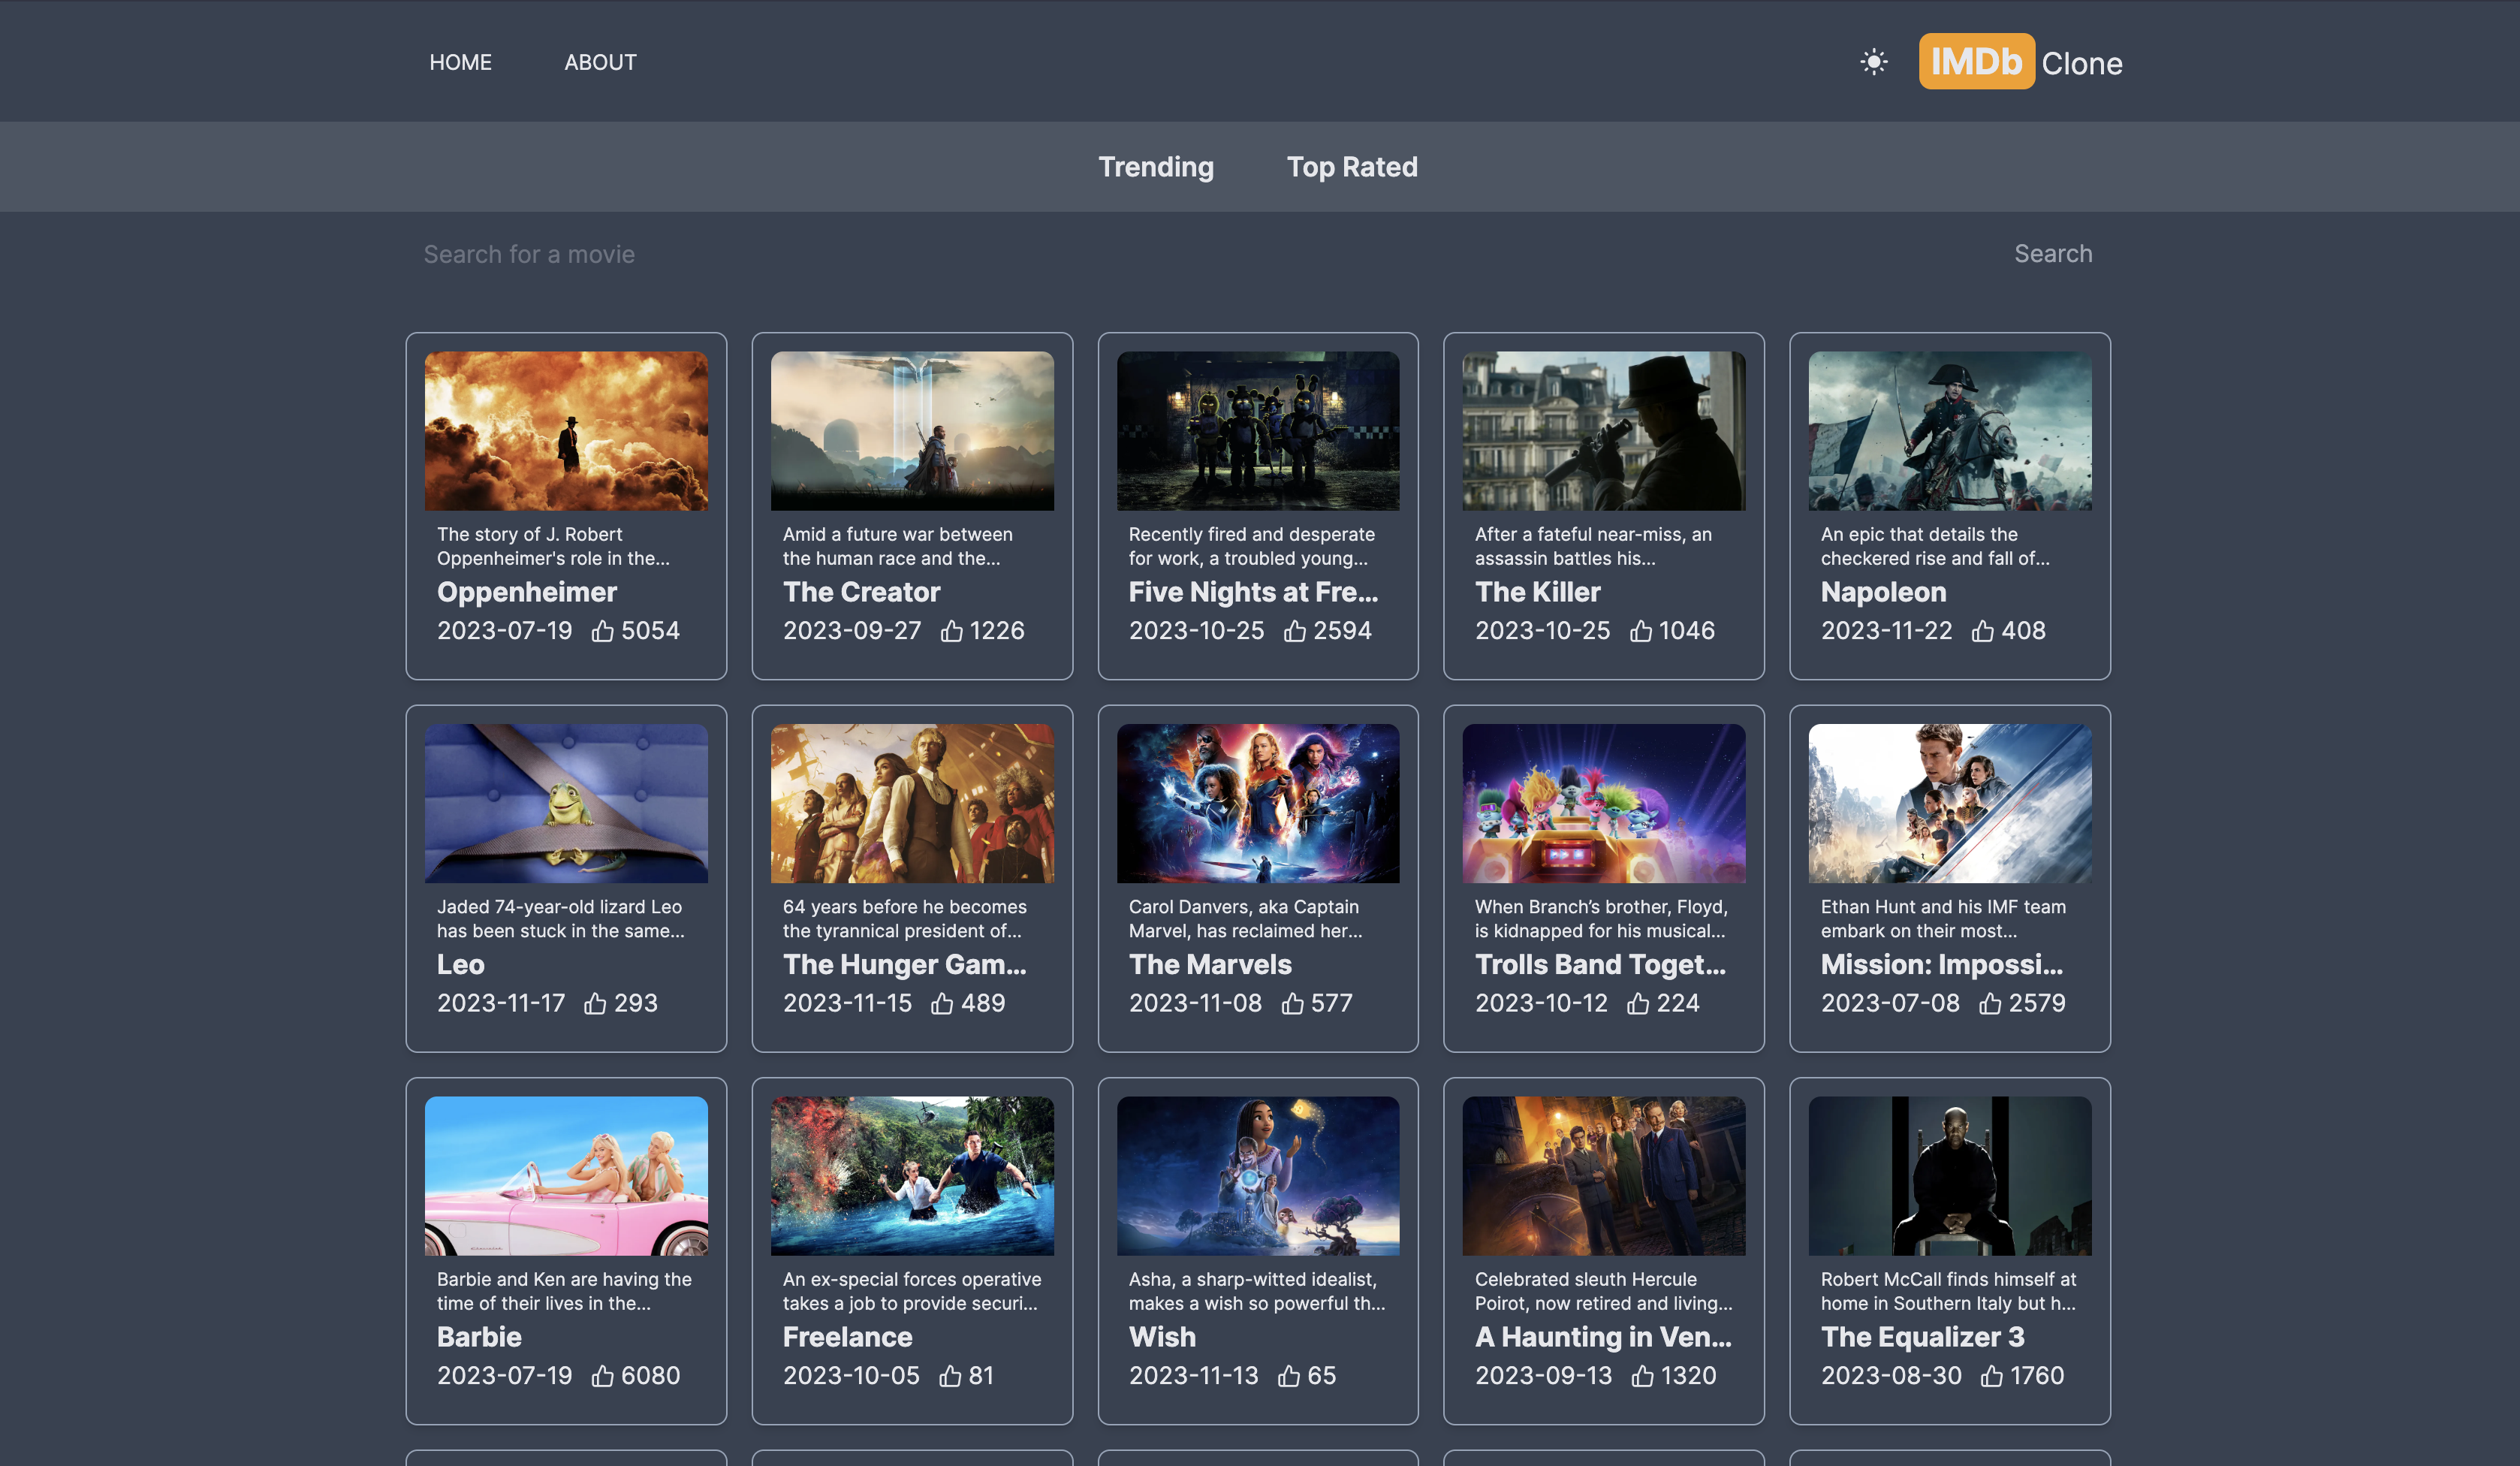 HOME ABOUT IMDb Clone
Trending Top Rated
Search for a movie Search
The story of J. Robert
Oppenheimer's role in the...
Oppenheimer
2023-07-19 5054
Amid a future war between
the human race and the...
The Creator
2023-09-27 1226
Recently fired and desperate
for work, a troubled young...
Five Nights at Fre...
2023-10-25 2594
After a fateful near-miss, an
assassin battles his...
The Killer
2023-10-25 1046
An epic that details the
checkered rise and fall of...
Napoleon
2023-11-22 408
Jaded 74-year-old lizard Leo
has been stuck in the same...
Leo
2023-11-17 293
64 years before he becomes
the tyrannical president of...
The Hunger Gam...
2023-11-15 489
Carol Danvers, aka Captain
Marvel, has reclaimed her...
The Marvels
2023-11-08 577
When Branch’s brother, Floyd,
is kidnapped for his musical...
Trolls Band Toget...
2023-10-12 224
Ethan Hunt and his IMF team
embark on their most...
Mission: Impossi...
2023-07-08 2579
Barbie and Ken are having the
time of their lives in the...
Barbie
2023-07-19 6080
An ex-special forces operative
takes a job to provide securi...
Freelance
2023-10-05 81
Asha, a sharp-witted idealist,
makes a wish so powerful th...
Wish
2023-11-13 65
Celebrated sleuth Hercule
Poirot, now retired and living...
A Haunting in Ven...
2023-09-13 1320
Robert McCall finds himself at
home in Southern Italy but h...
The Equalizer 3
2023-08-30 1760